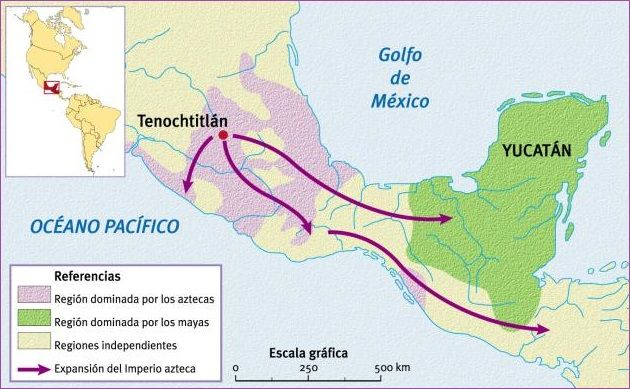 Golfo
de
México
Tenochtitlán
YUCATÁN
OCÉANO PACÍFICO
Referencias
Región dominada por los aztecas
Región dominada por los mayas
Regiones independientes
Expansión del Imperio azteca
Escala gráfica
0 250 500 km